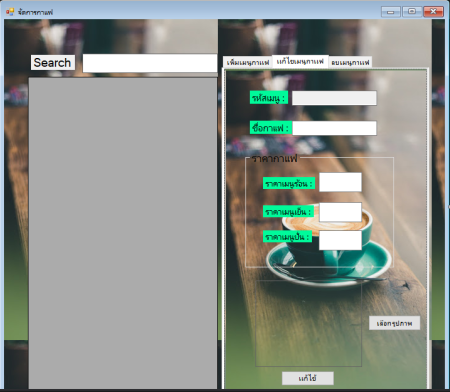 จัดการกาแฟ
Search
เพิ่มเมนูกาแฟ แก้ไขเมนูกาแฟ ลบเมนูกาแฟ
รหัสเมนู :
ชื่อกาแฟ :
ราคากาแฟ
ราคาเมนูร้อน :
ราคาเมนูเย็น :
ราคาเมนูปั่น :
เลือกรูปภาพ
แก้ไข